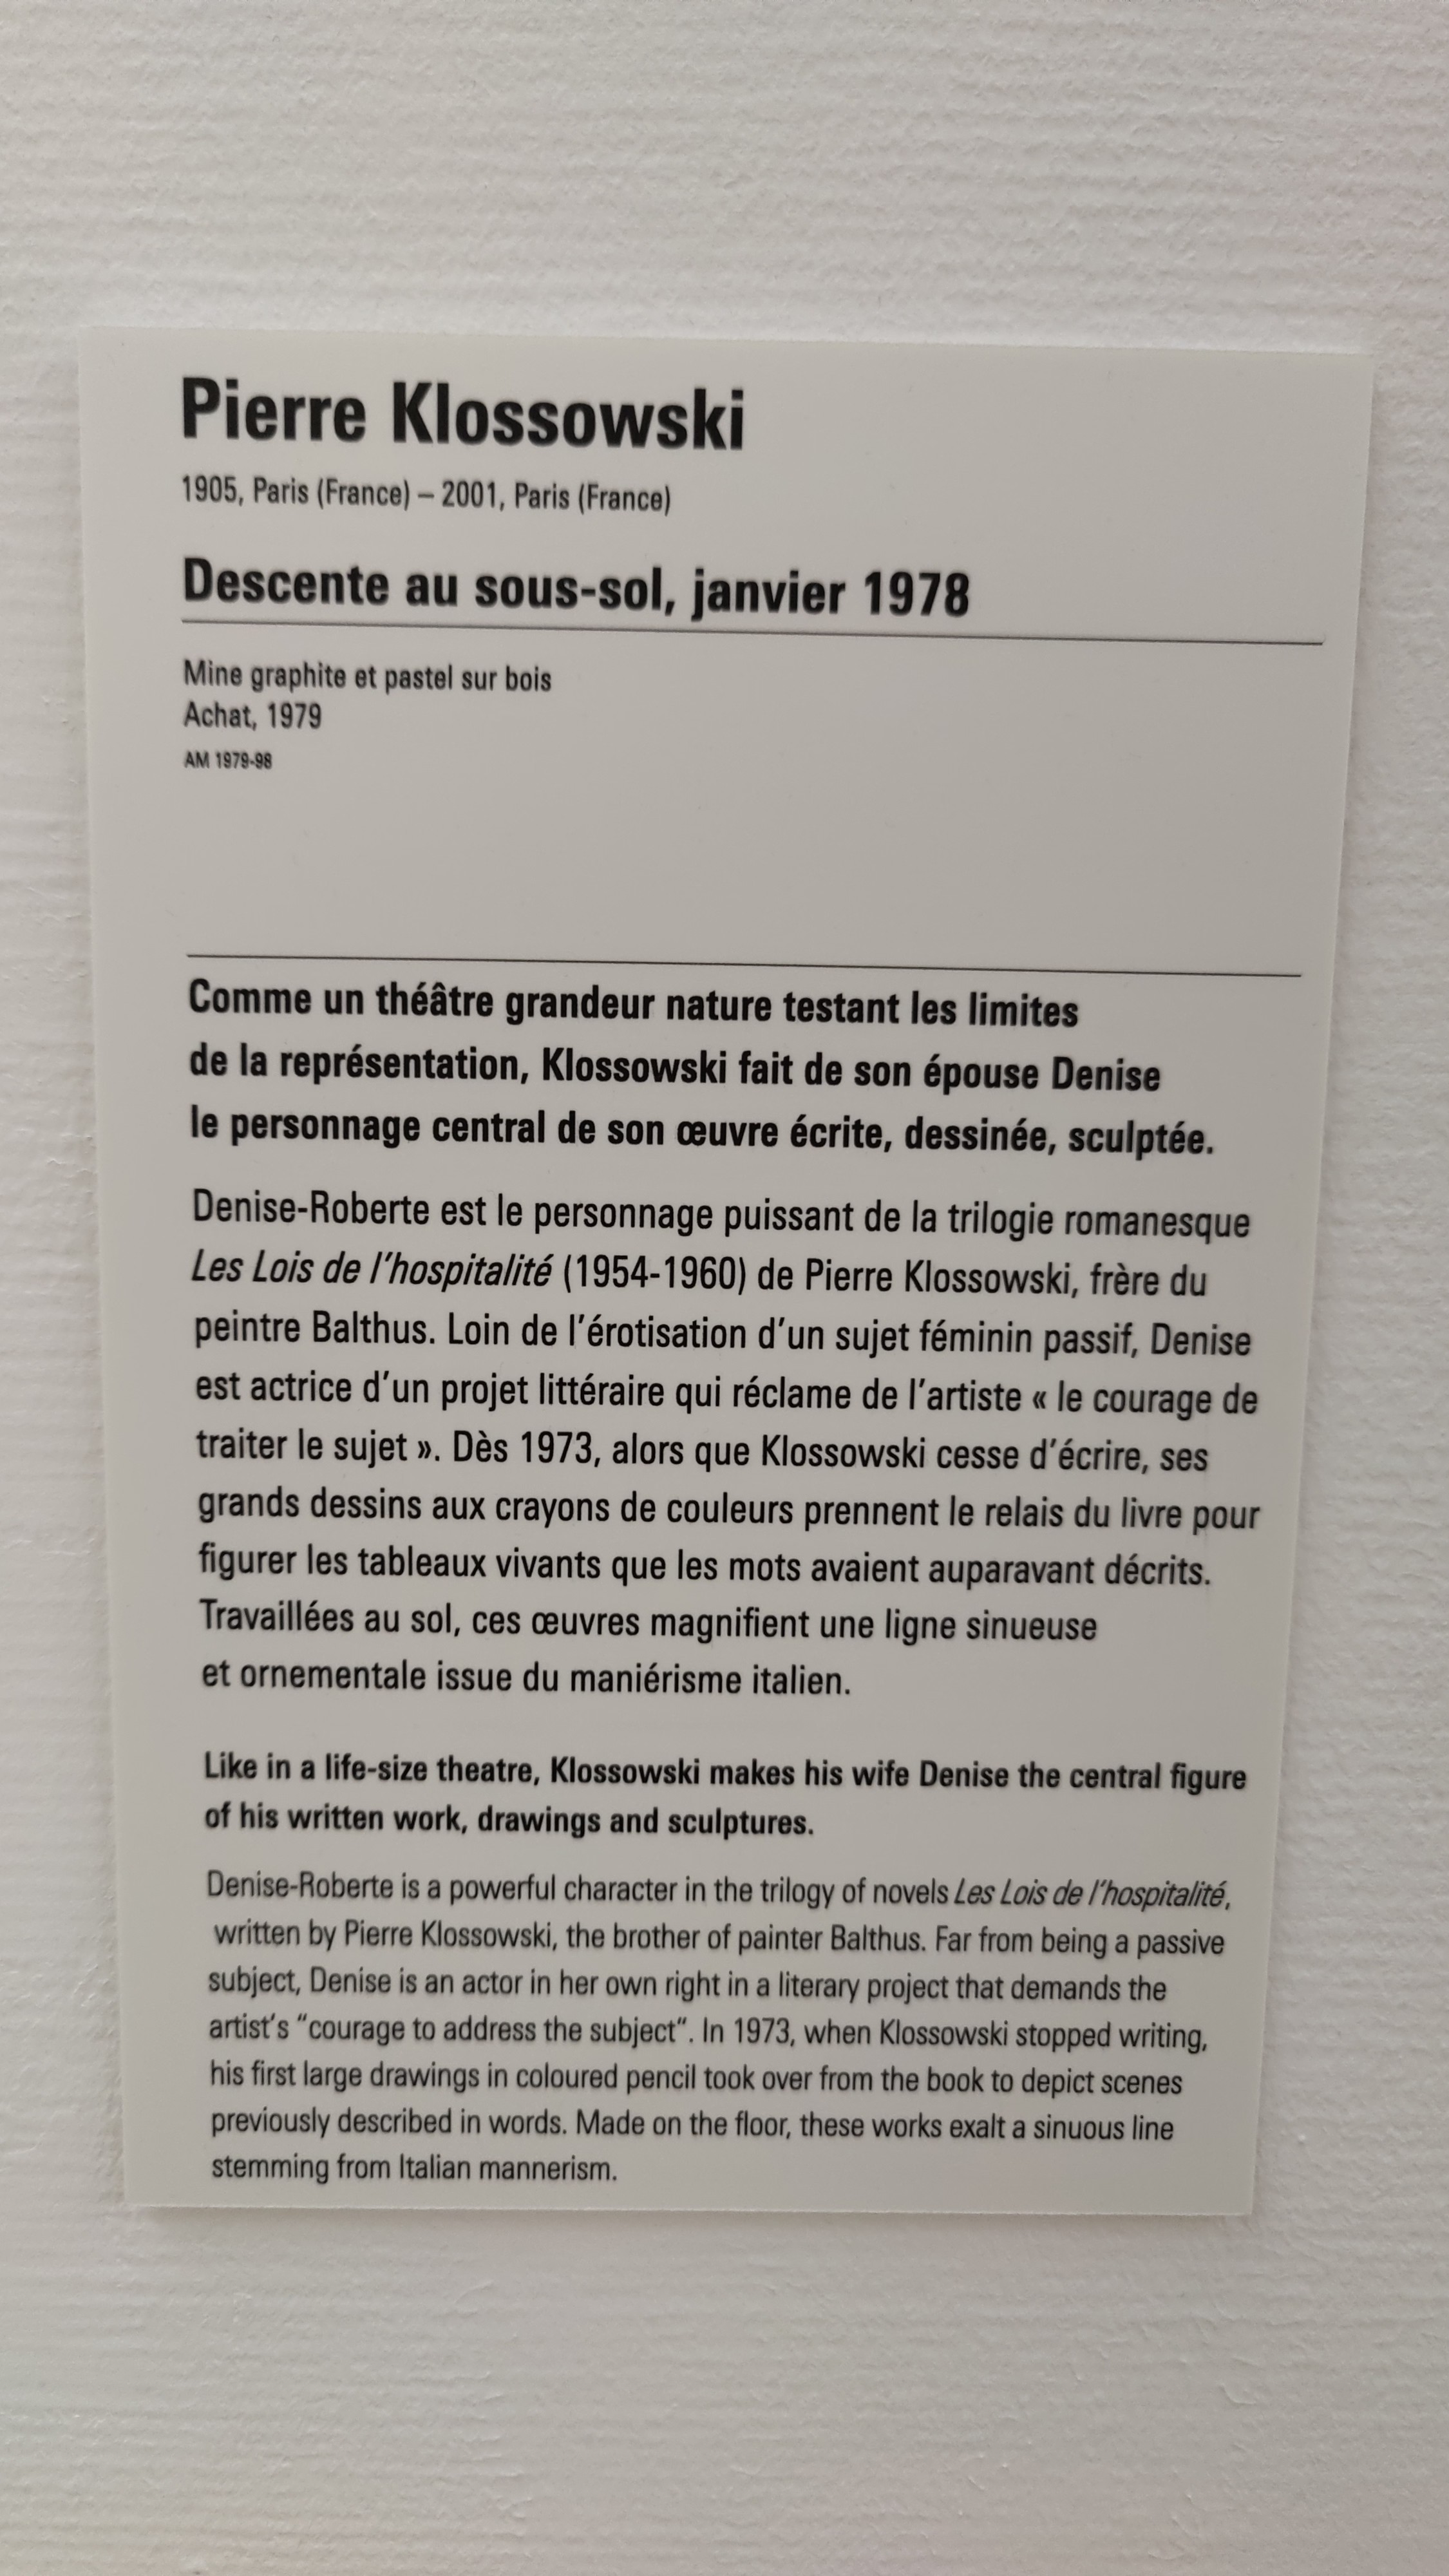 Pierre Klossowski
1905, Paris (France) – 2001, Paris (France)
Descente au sous-sol, janvier 1978
Mine graphite et pastel sur bois
Achat, 1979
AM 1979-98
Comme un théâtre grandeur nature testant les limites
de la représentation, Klossowski fait de son épouse Denise
le personnage central de son œuvre écrite, dessinée, sculptée.
Denise-Roberte est le personnage puissant de la trilogie romanesque
Les Lois de l'hospitalité (1954-1960) de Pierre Klossowski, frère du
peintre Balthus. Loin de l'érotisation d'un sujet féminin passif, Denise
est actrice d'un projet littéraire qui réclame de l'artiste « le courage de
traiter le sujet ». Dès 1973, alors que Klossowski cesse d'écrire, ses
grands dessins aux crayons de couleurs prennent le relais du livre pour
figurer les tableaux vivants que les mots avaient auparavant décrits.
Travaillées au sol, ces œuvres magnifient une ligne sinueuse
et ornementale issue du maniérisme italien.
Like in a life-size theatre, Klossowski makes his wife Denise the central figure
of his written work, drawings and sculptures.
Denise-Roberte is a powerful character in the trilogy of novels Les Lois de l'hospitalité,
written by Pierre Klossowski, the brother of painter Balthus. Far from being a passive
subject, Denise is an actor in her own right in a literary project that demands the
artist's “courage to address the subject“. In 1973, when Klossowski stopped writing,
his first large drawings in coloured pencil took over from the book to depict scenes
previously described in words. Made on the floor, these works exalt a sinuous line
stemming from Italian mannerism.